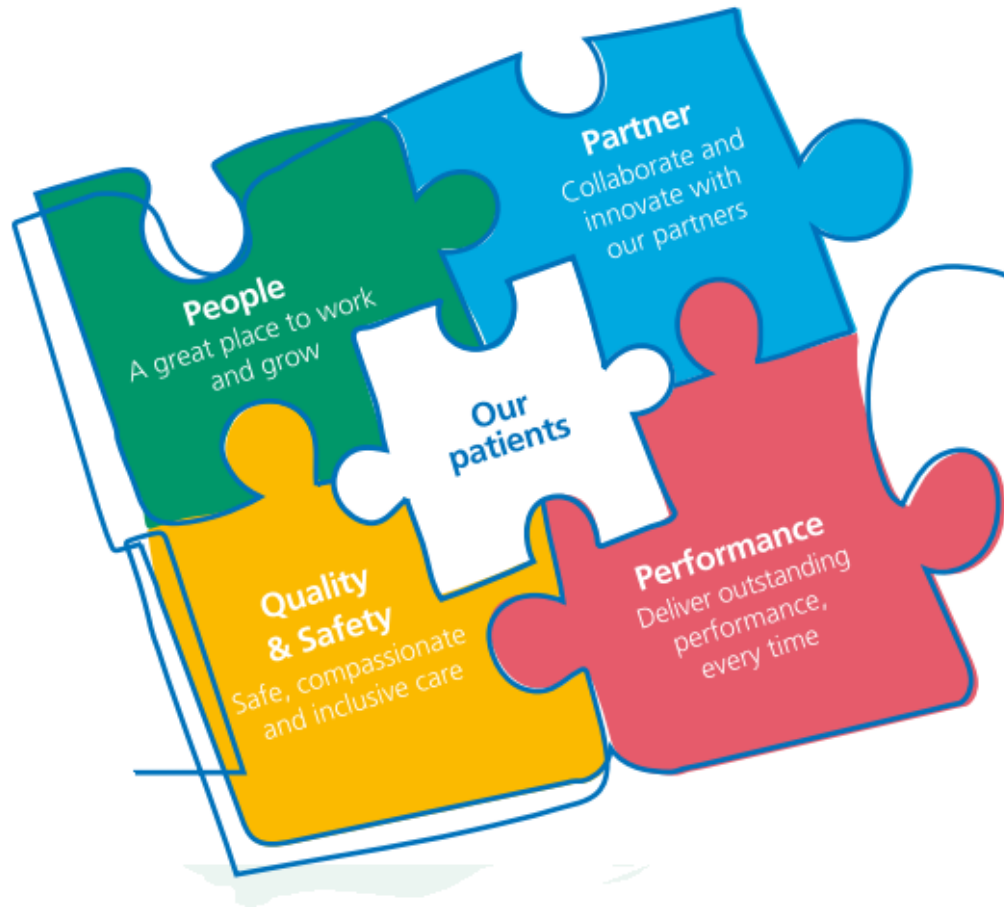 People
A great place to work
and grow
Partner
Collaborate and
innovate with
our partners
Our
patients
Quality
& Safety
Safe, compassionate
and inclusive care
Performance
Deliver outstanding
performance,
every time